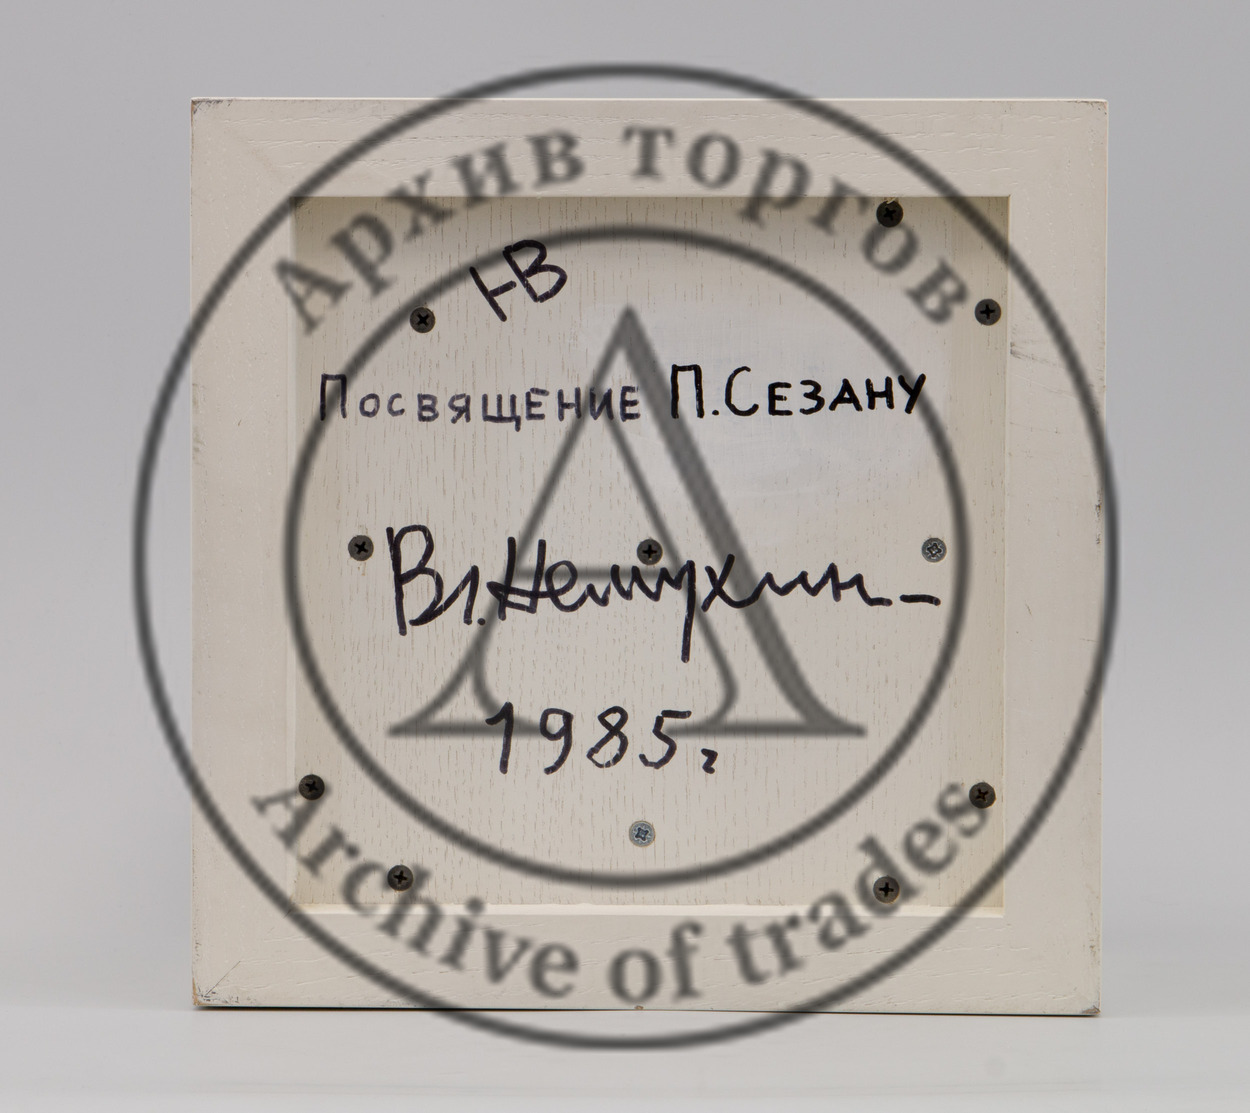 Архив торгов
НВ
Посвящение П. Сезану
Вл. Немухин
1985 г
Archive of trades